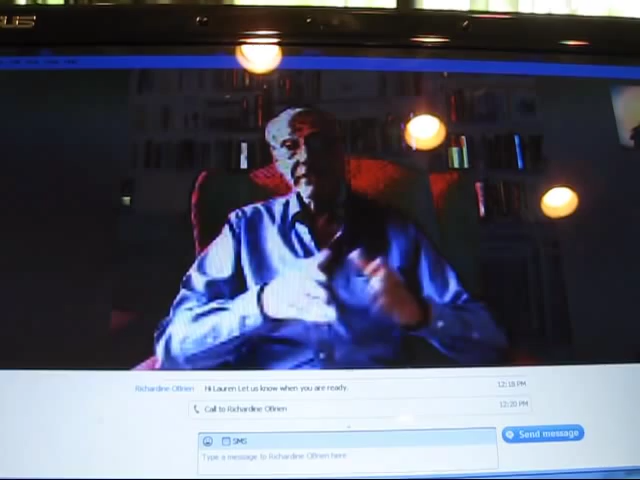 ASUS
Richardine OBrien Hi Lauren Let us know when you are ready. 12:18 PM
Call to Richardine OBrien 12:20 PM
SMS
Send message
Type a message to Richardine OBrien here